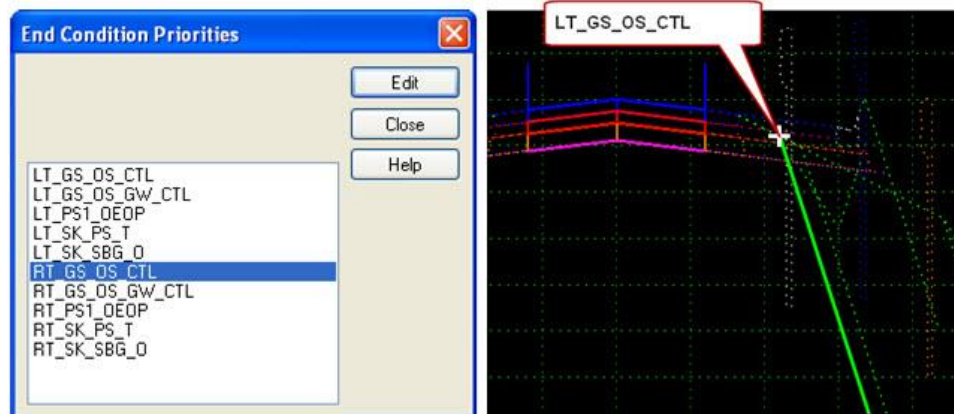 End Condition Priorities
Edit
Close
Help
LT_GS_OS_CTL
LT_GS_OS_GW_CTL
LT_PS1_OEOP
LT_SK_PS_T
LT_SK_SBG_O
RT_GS_OS_CTL
RT_GS_OS_GW_CTL
RT_PS1_OEOP
RT_SK_PS_T
RT_SK_SBG_O
LT_GS_OS_CTL